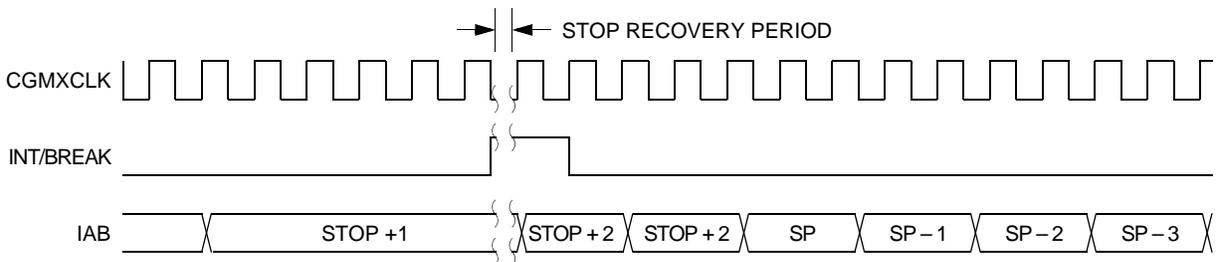 STOP RECOVERY PERIOD
CGMXCLK
INT/BREAK
IAB STOP +1 STOP + 2 STOP + 2 SP SP – 1 SP – 2 SP – 3